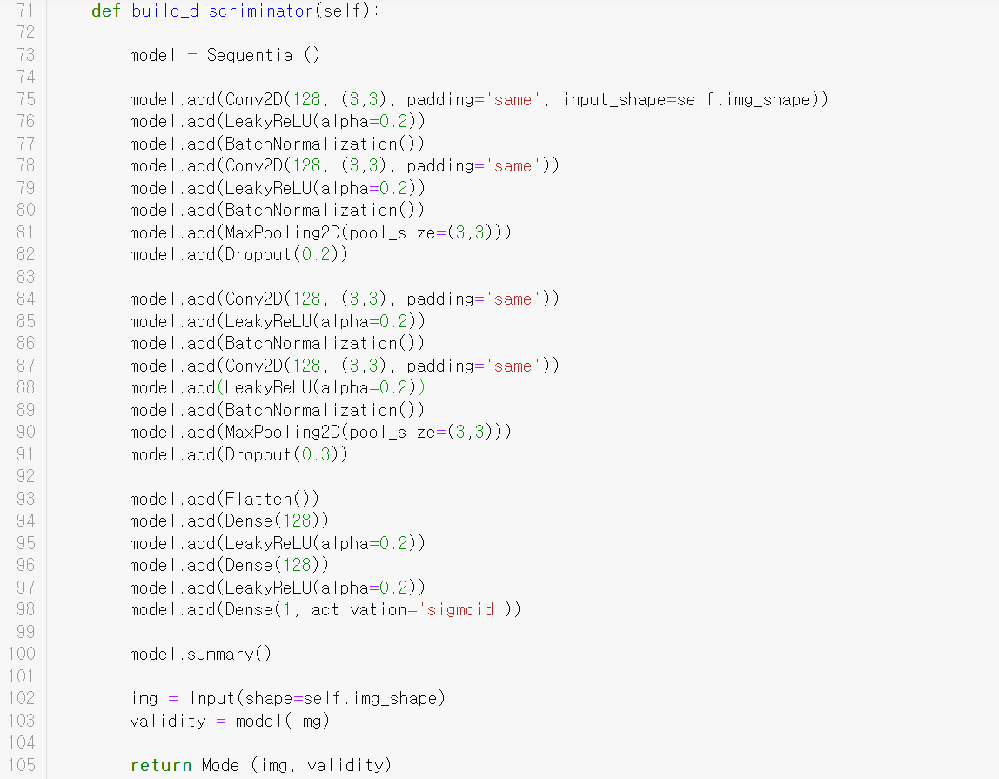 71 def build_discriminator(self):
72
73 model = Sequential()
74
75 model.add(Conv2D(128, (3,3), padding='same', input_shape=self.img_shape))
76 model.add(LeakyReLU(alpha=0.2))
77 model.add(BatchNormalization())
78 model.add(Conv2D(128, (3,3), padding='same'))
79 model.add(LeakyReLU(alpha=0.2))
80 model.add(BatchNormalization())
81 model.add(MaxPooling2D(pool_size=(3,3)))
82 model.add(Dropout(0.2))
83
84 model.add(Conv2D(128, (3,3), padding='same'))
85 model.add(LeakyReLU(alpha=0.2))
86 model.add(BatchNormalization())
87 model.add(Conv2D(128, (3,3), padding='same'))
88 model.add(LeakyReLU(alpha=0.2))
89 model.add(BatchNormalization())
90 model.add(MaxPooling2D(pool_size=(3,3)))
91 model.add(Dropout(0.3))
92
93 model.add(Flatten())
94 model.add(Dense(128))
95 model.add(LeakyReLU(alpha=0.2))
96 model.add(Dense(128))
97 model.add(LeakyReLU(alpha=0.2))
98 model.add(Dense(1, activation='sigmoid'))
99
100 model.summary()
101
102 img = Input(shape=self.img_shape)
103 validity = model(img)
104
105 return Model(img, validity)